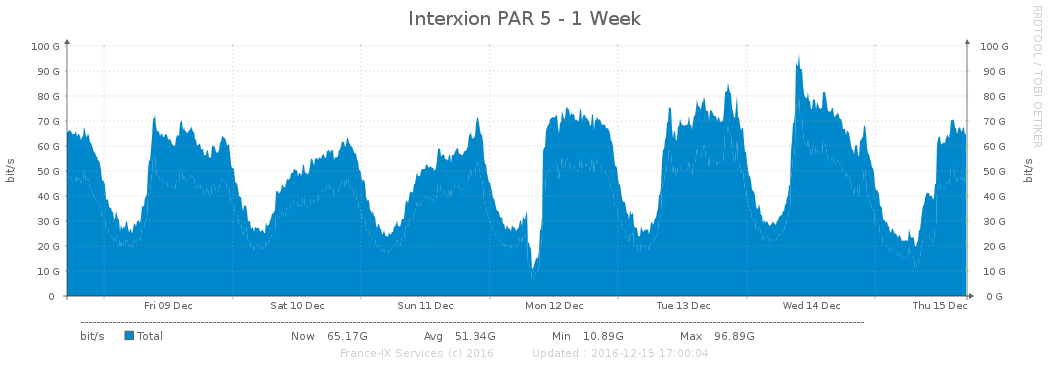 Interxion PAR 5 - 1 Week
RRDTOOL / TOBI OETIKER
bit/s
bit/s
100 G 100 G
90 G 90 G
80 G 80 G
70 G 70 G
60 G 60 G
50 G 50 G
40 G 40 G
30 G 30 G
20 G 20 G
10 G 10 G
0 0 G
Fri 09 Dec Sat 10 Dec Sun 11 Dec Mon 12 Dec Tue 13 Dec Wed 14 Dec Thu 15 Dec
bit/s Total Now 65.17G Avg 51.34G Min 10.89G Max 96.89G
France-IX Services (c) 2016 Updated : 2016-12-15 17:00:04